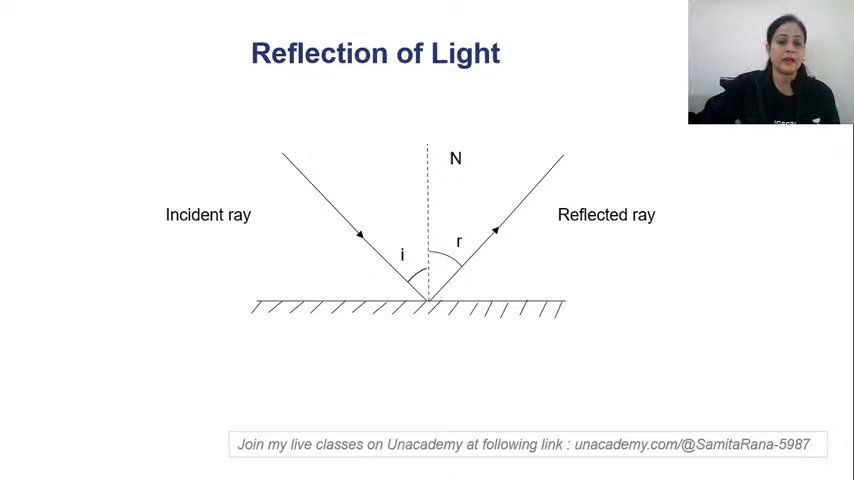 Reflection of Light
N
Incident ray
Reflected ray
i
r
Join my live classes on Unacademy at following link : unacademy.com/@SamitaRana-5987